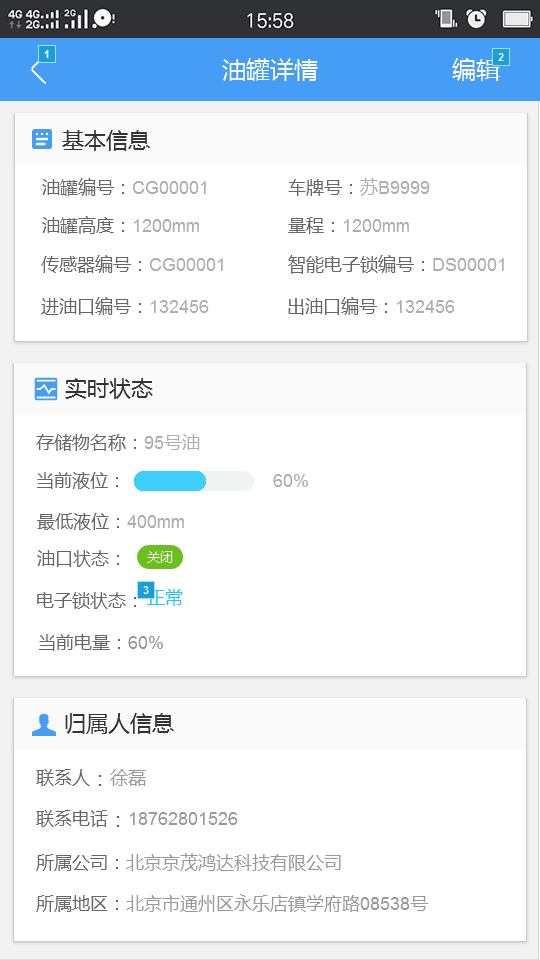 4G 4G 2G 2G 15:58
1
油罐详情
编辑 2
基本信息
油罐编号：CG00001 车牌号：苏B9999
油罐高度：1200mm 量程：1200mm
传感器编号：CG00001 智能电子锁编号：DS00001
进油口编号：132456 出油口编号：132456
实时状态
存储物名称：95号油
当前液位： 60%
最低液位：400mm
油口状态： 关闭
电子锁状态： 3 正常
当前电量：60%
归属人信息
联系人：徐磊
联系电话：18762801526
所属公司：北京京茂鸿达科技有限公司
所属地区：北京市通州区永乐店镇学府路08538号